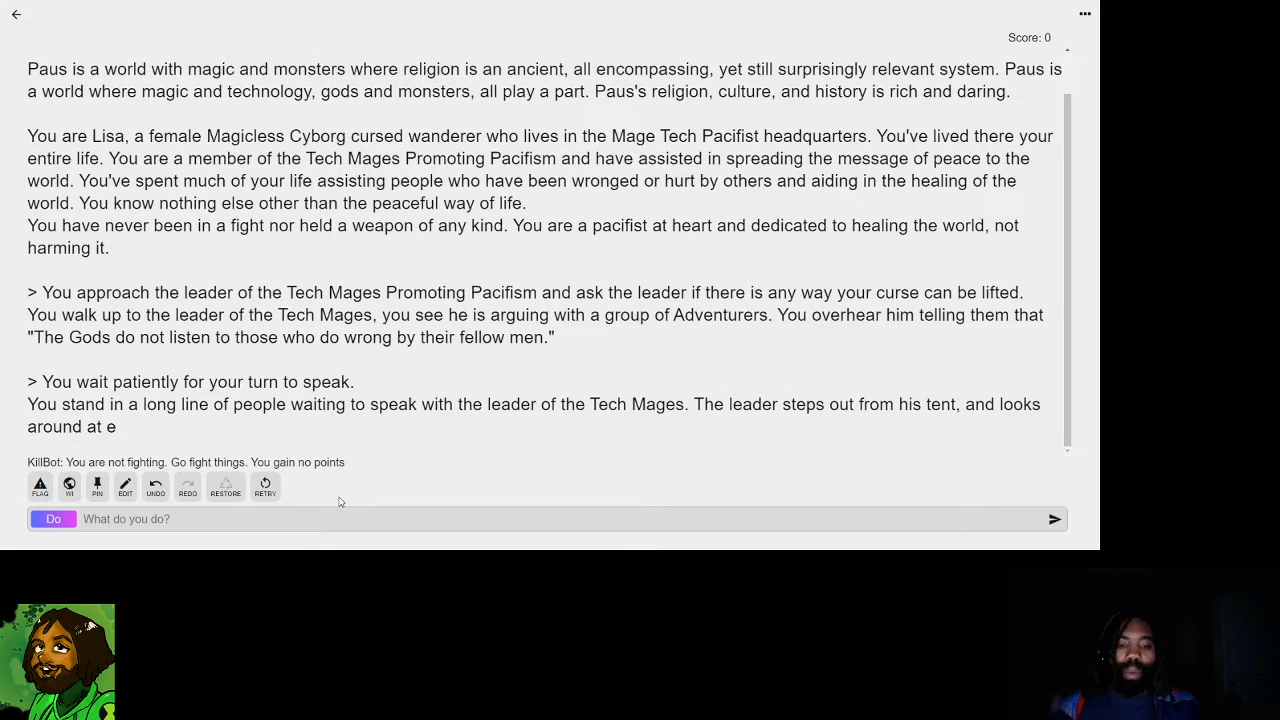 Score: 0
Paus is a world with magic and monsters where religion is an ancient, all encompassing, yet still surprisingly relevant system. Paus is
a world where magic and technology, gods and monsters, all play a part. Paus's religion, culture, and history is rich and daring.
You are Lisa, a female Magicless Cyborg cursed wanderer who lives in the Mage Tech Pacifist headquarters. You've lived there your
entire life. You are a member of the Tech Mages Promoting Pacifism and have assisted in spreading the message of peace to the
world. You've spent much of your life assisting people who have been wronged or hurt by others and aiding in the healing of the
world. You know nothing else other than the peaceful way of life.
You have never been in a fight nor held a weapon of any kind. You are a pacifist at heart and dedicated to healing the world, not
harming it.
> You approach the leader of the Tech Mages Promoting Pacifism and ask the leader if there is any way your curse can be lifted.
You walk up to the leader of the Tech Mages, you see he is arguing with a group of Adventurers. You overhear him telling them that
"The Gods do not listen to those who do wrong by their fellow men."
> You wait patiently for your turn to speak.
You stand in a long line of people waiting to speak with the leader of the Tech Mages. The leader steps out from his tent, and looks
around at e
KillBot: You are not fighting. Go fight things. You gain no points
FLAG WI PIN EDIT UNDO REDO RESTORE RETRY
Do What do you do?